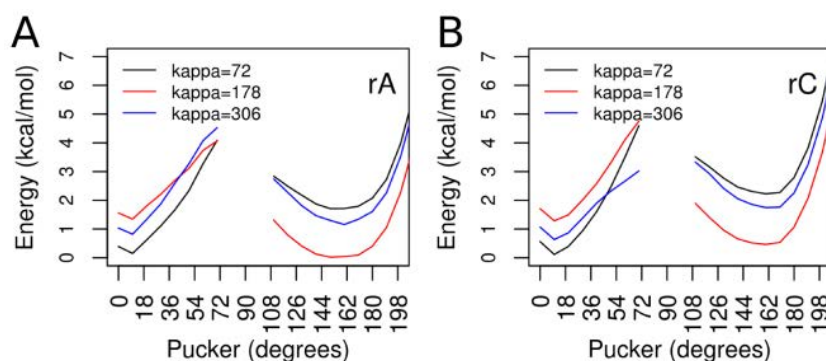 A
Energy (kcal/mol)
7
6
5
4
3
2
1
0
kappa=72
kappa=178
kappa=306
rA
0
18
36
54
72
90
108
126
144
162
180
198
Pucker (degrees)
B
Energy (kcal/mol)
7
6
5
4
3
2
1
0
kappa=72
kappa=178
kappa=306
rC
0
18
36
54
72
90
108
126
144
162
180
198
Pucker (degrees)